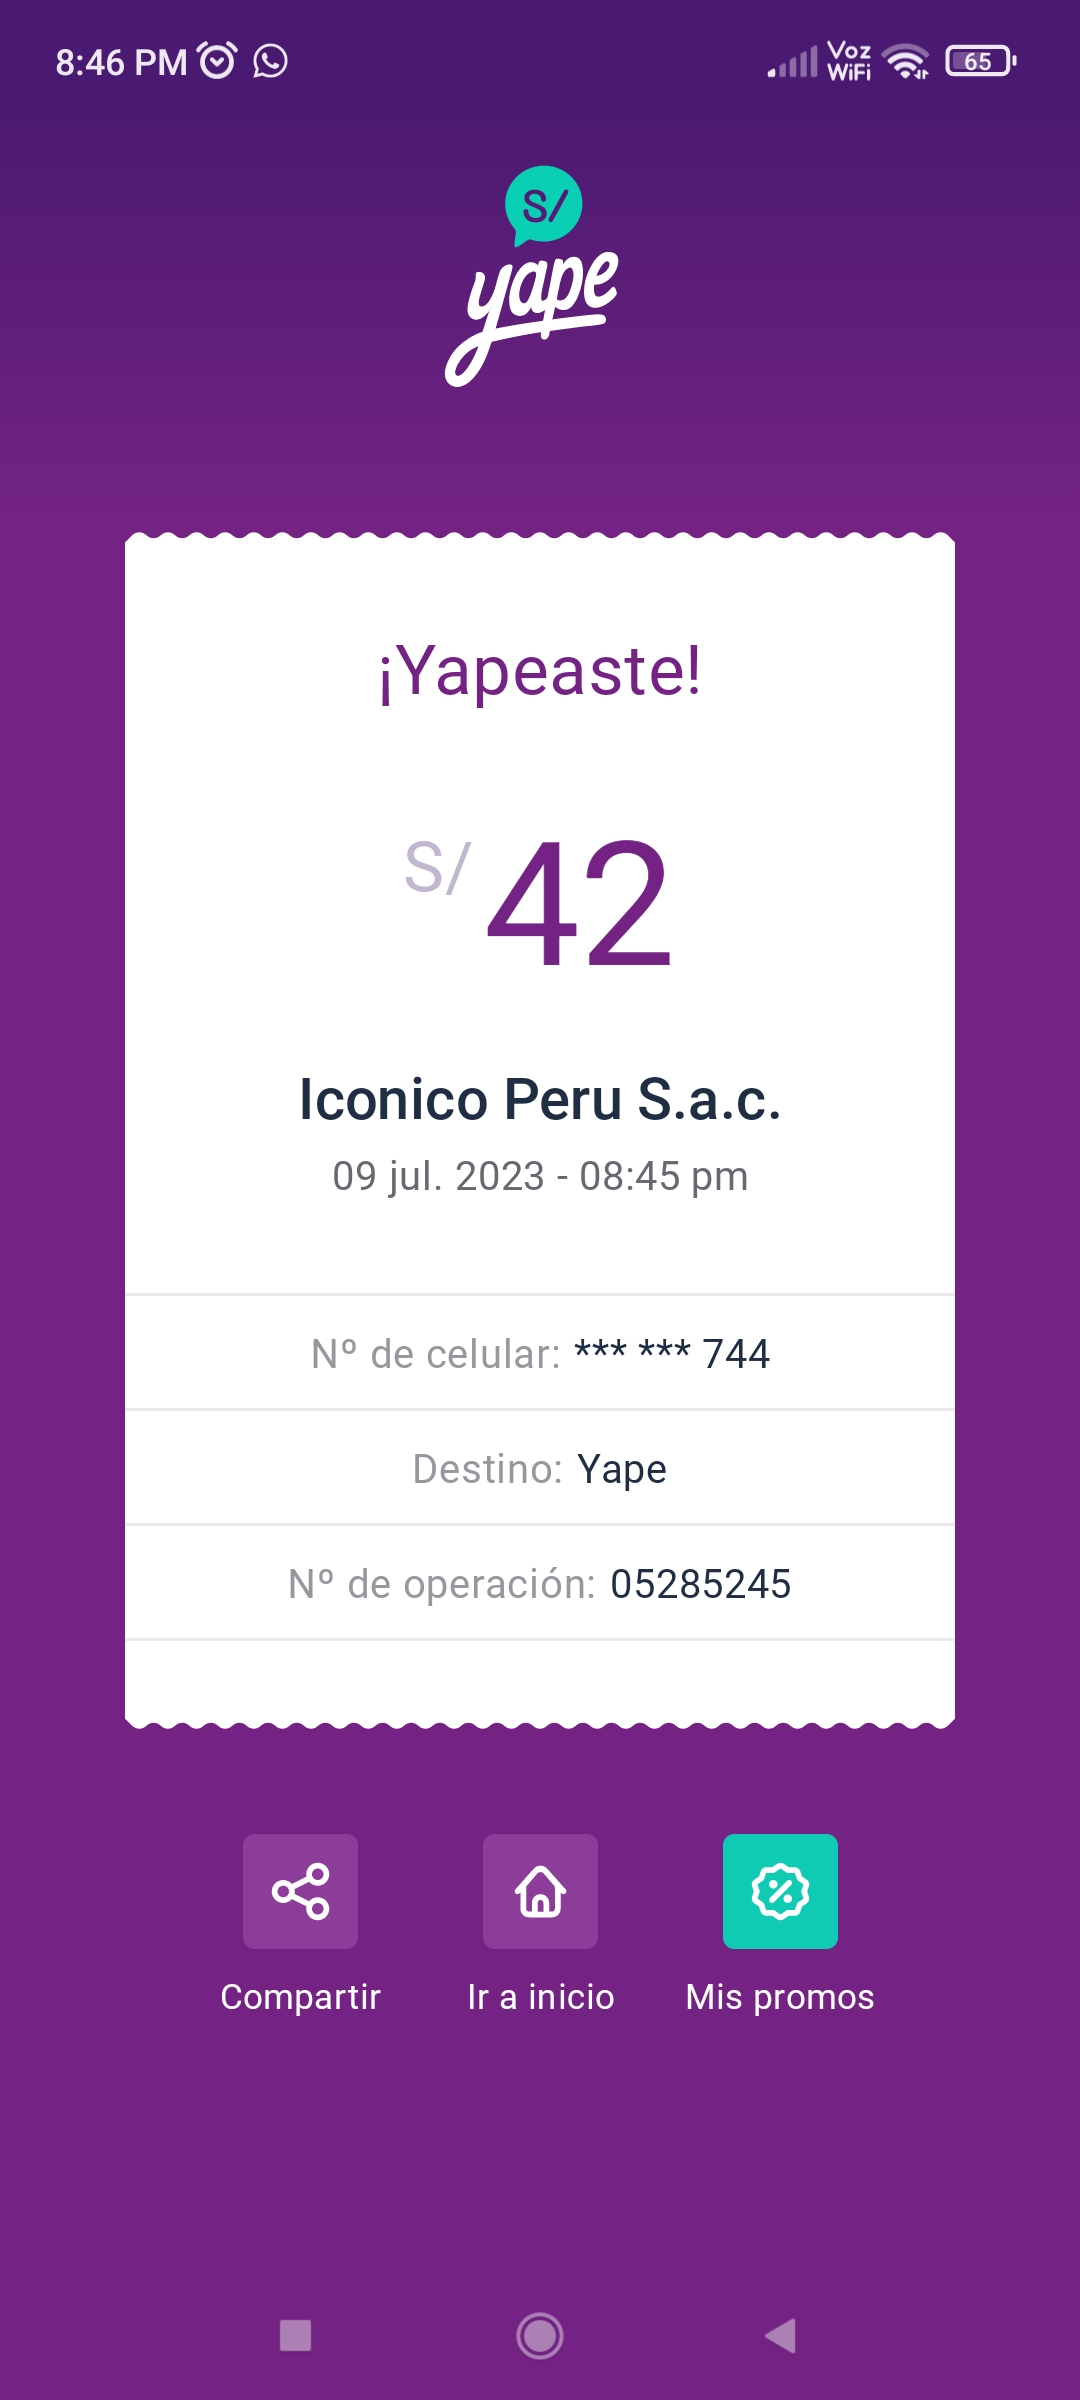 8:46 PM
Voz
WiFi
65
S/
yape
¡Yapeaste!
S/ 42
Iconico Peru S.a.c.
09 jul. 2023 - 08:45 pm
Nº de celular: *** *** 744
Destino: Yape
Nº de operación: 05285245
Compartir
Ir a inicio
Mis promos